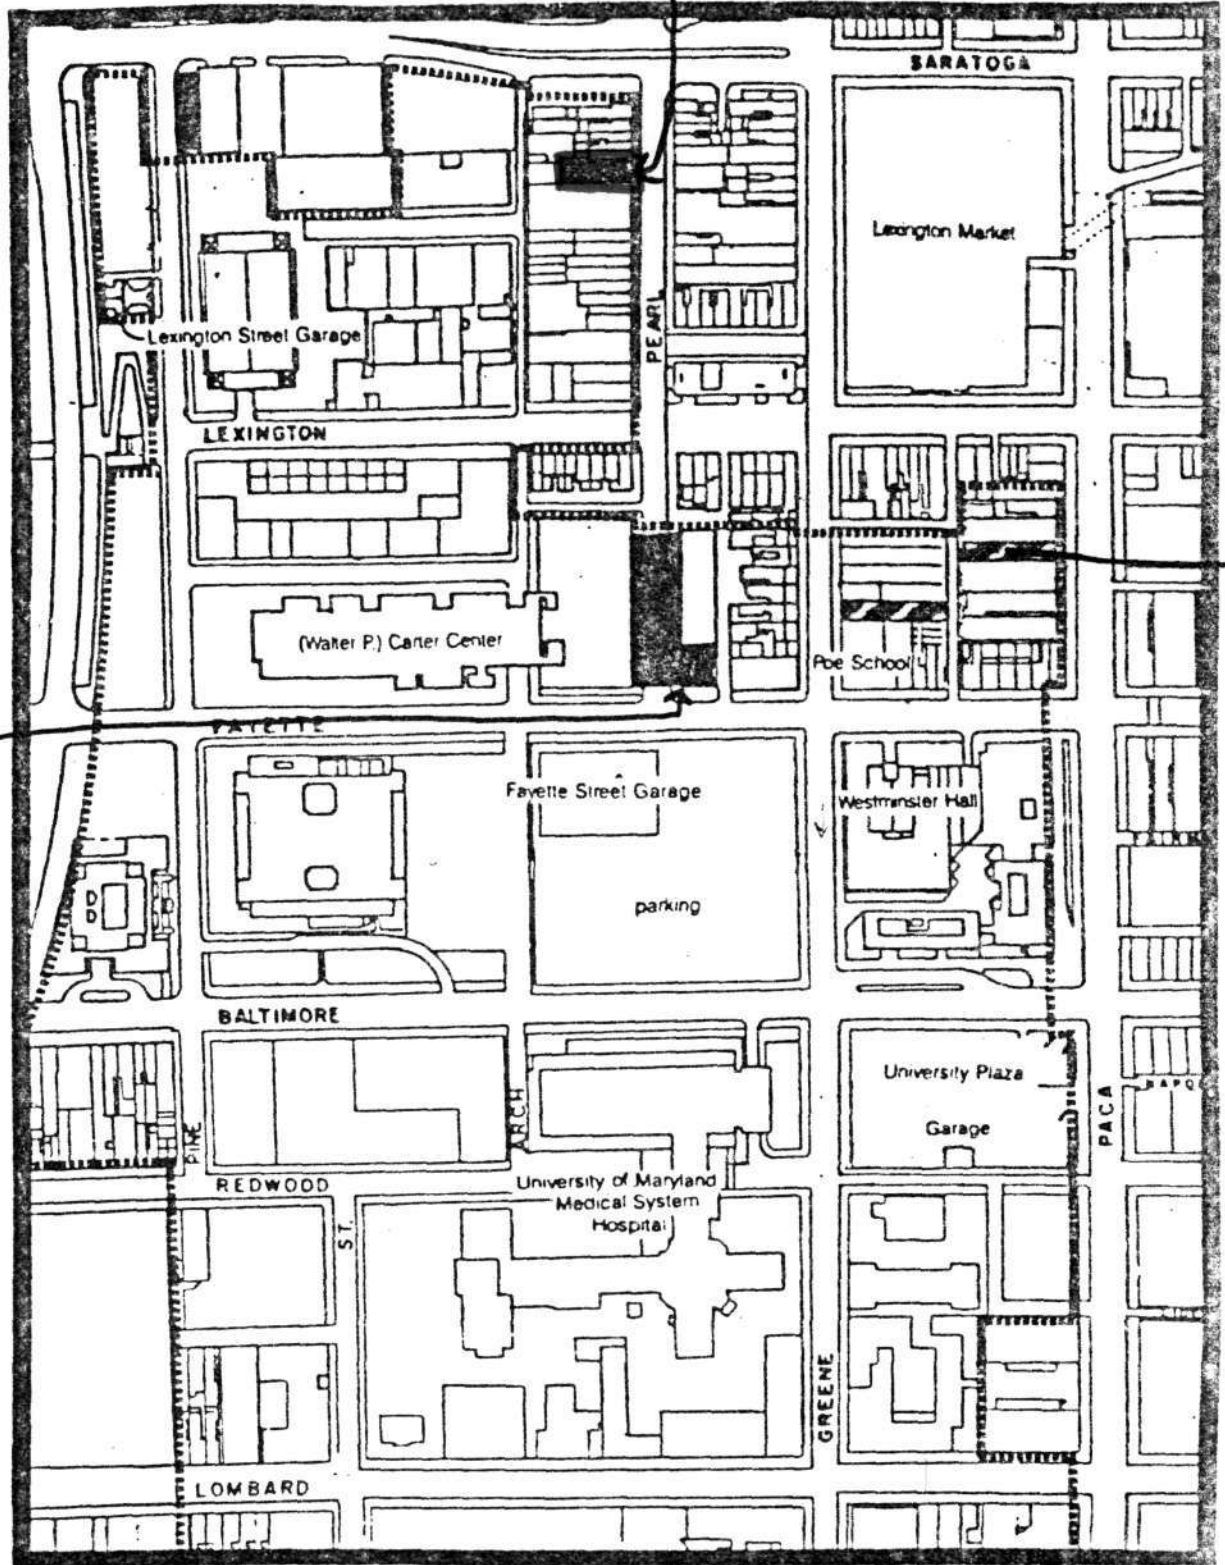 SARATOGA
Lexington Market
PEARL
Lexington Street Garage
LEXINGTON
(Walter P.) Carter Center
Poe School
FAYETTE
Fayette Street Garage
Westminster Hall
parking
BALTIMORE
University Plaza
Garage
PINE
ARCH
PACA
REDWOOD
University of Maryland
Medical System
Hospital
ST.
GREENE
LOMBARD